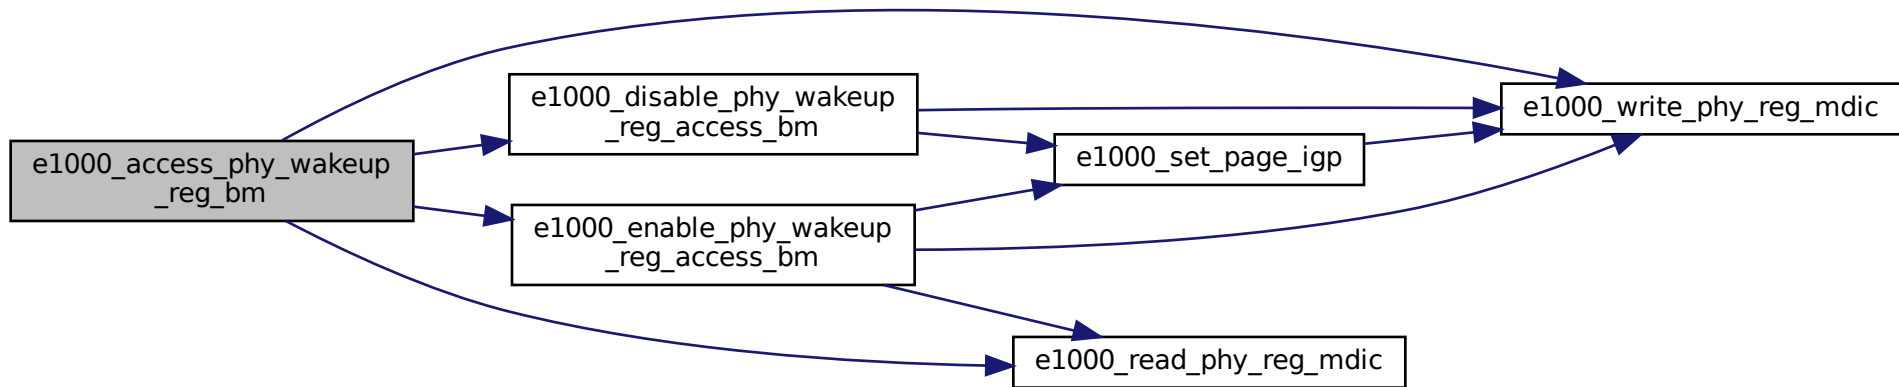 e1000_access_phy_wakeup
_reg_bm
e1000_disable_phy_wakeup
_reg_access_bm
e1000_enable_phy_wakeup
_reg_access_bm
e1000_set_page_igp
e1000_read_phy_reg_mdic
e1000_write_phy_reg_mdic